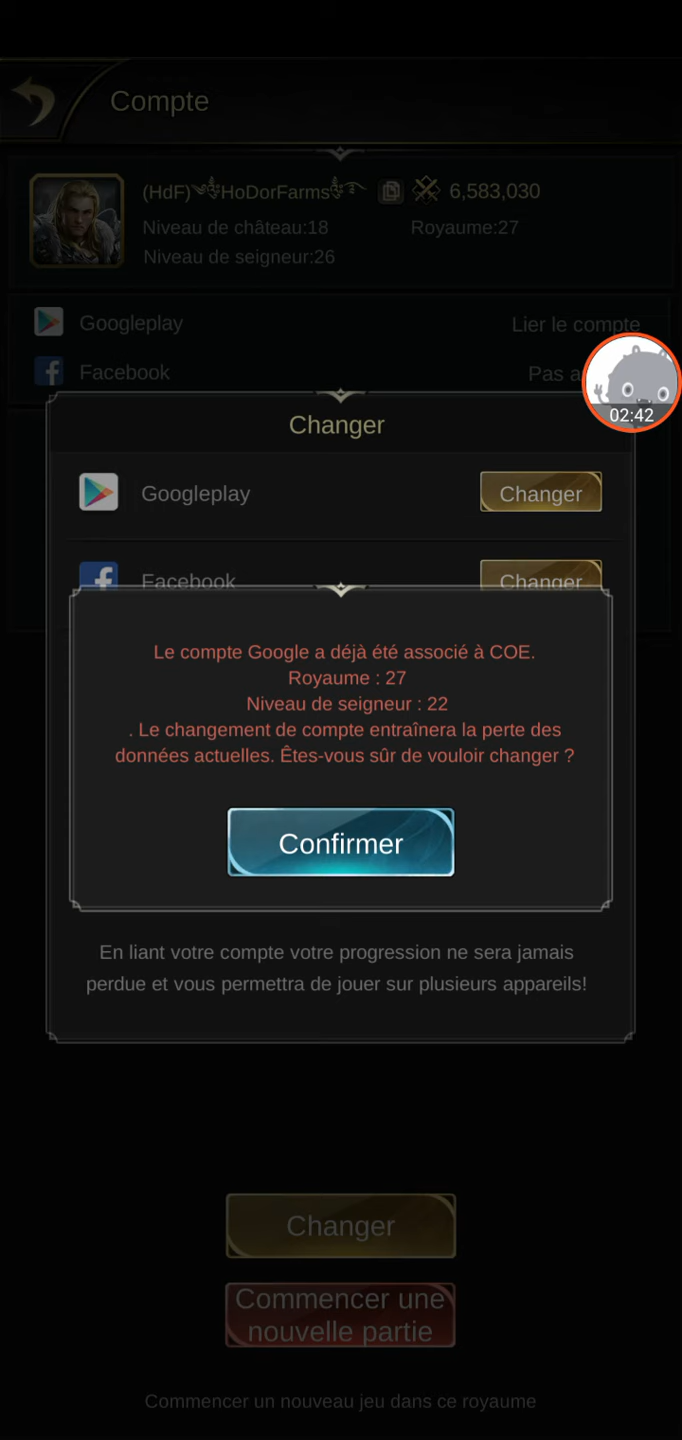 Compte
(HdF)HoDorFarms 6,583,030
Niveau de château:18 Royaume:27
Niveau de seigneur:26
Googleplay Lier le compte
Facebook Pas a
02:42
Changer
Googleplay Changer
Facebook Changer
Le compte Google a déjà été associé à COE.
Royaume : 27
Niveau de seigneur : 22
. Le changement de compte entraînera la perte des
données actuelles. Êtes-vous sûr de vouloir changer ?
Confirmer
En liant votre compte votre progression ne sera jamais
perdue et vous permettra de jouer sur plusieurs appareils!
Changer
Commencer une
nouvelle partie
Commencer un nouveau jeu dans ce royaume